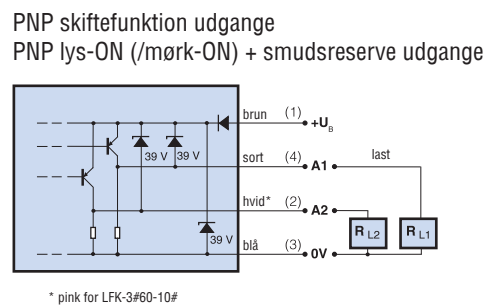 PNP skiftefunktion udgange
PNP lys-ON (/mørk-ON) + smudsreserve udgange
brun (1) +UB
39 V 39 V
sort (4) A1 last
hvid* (2) A2
RL2 RL1
39 V
blå (3) 0V
* pink for LFK-3#60-10#